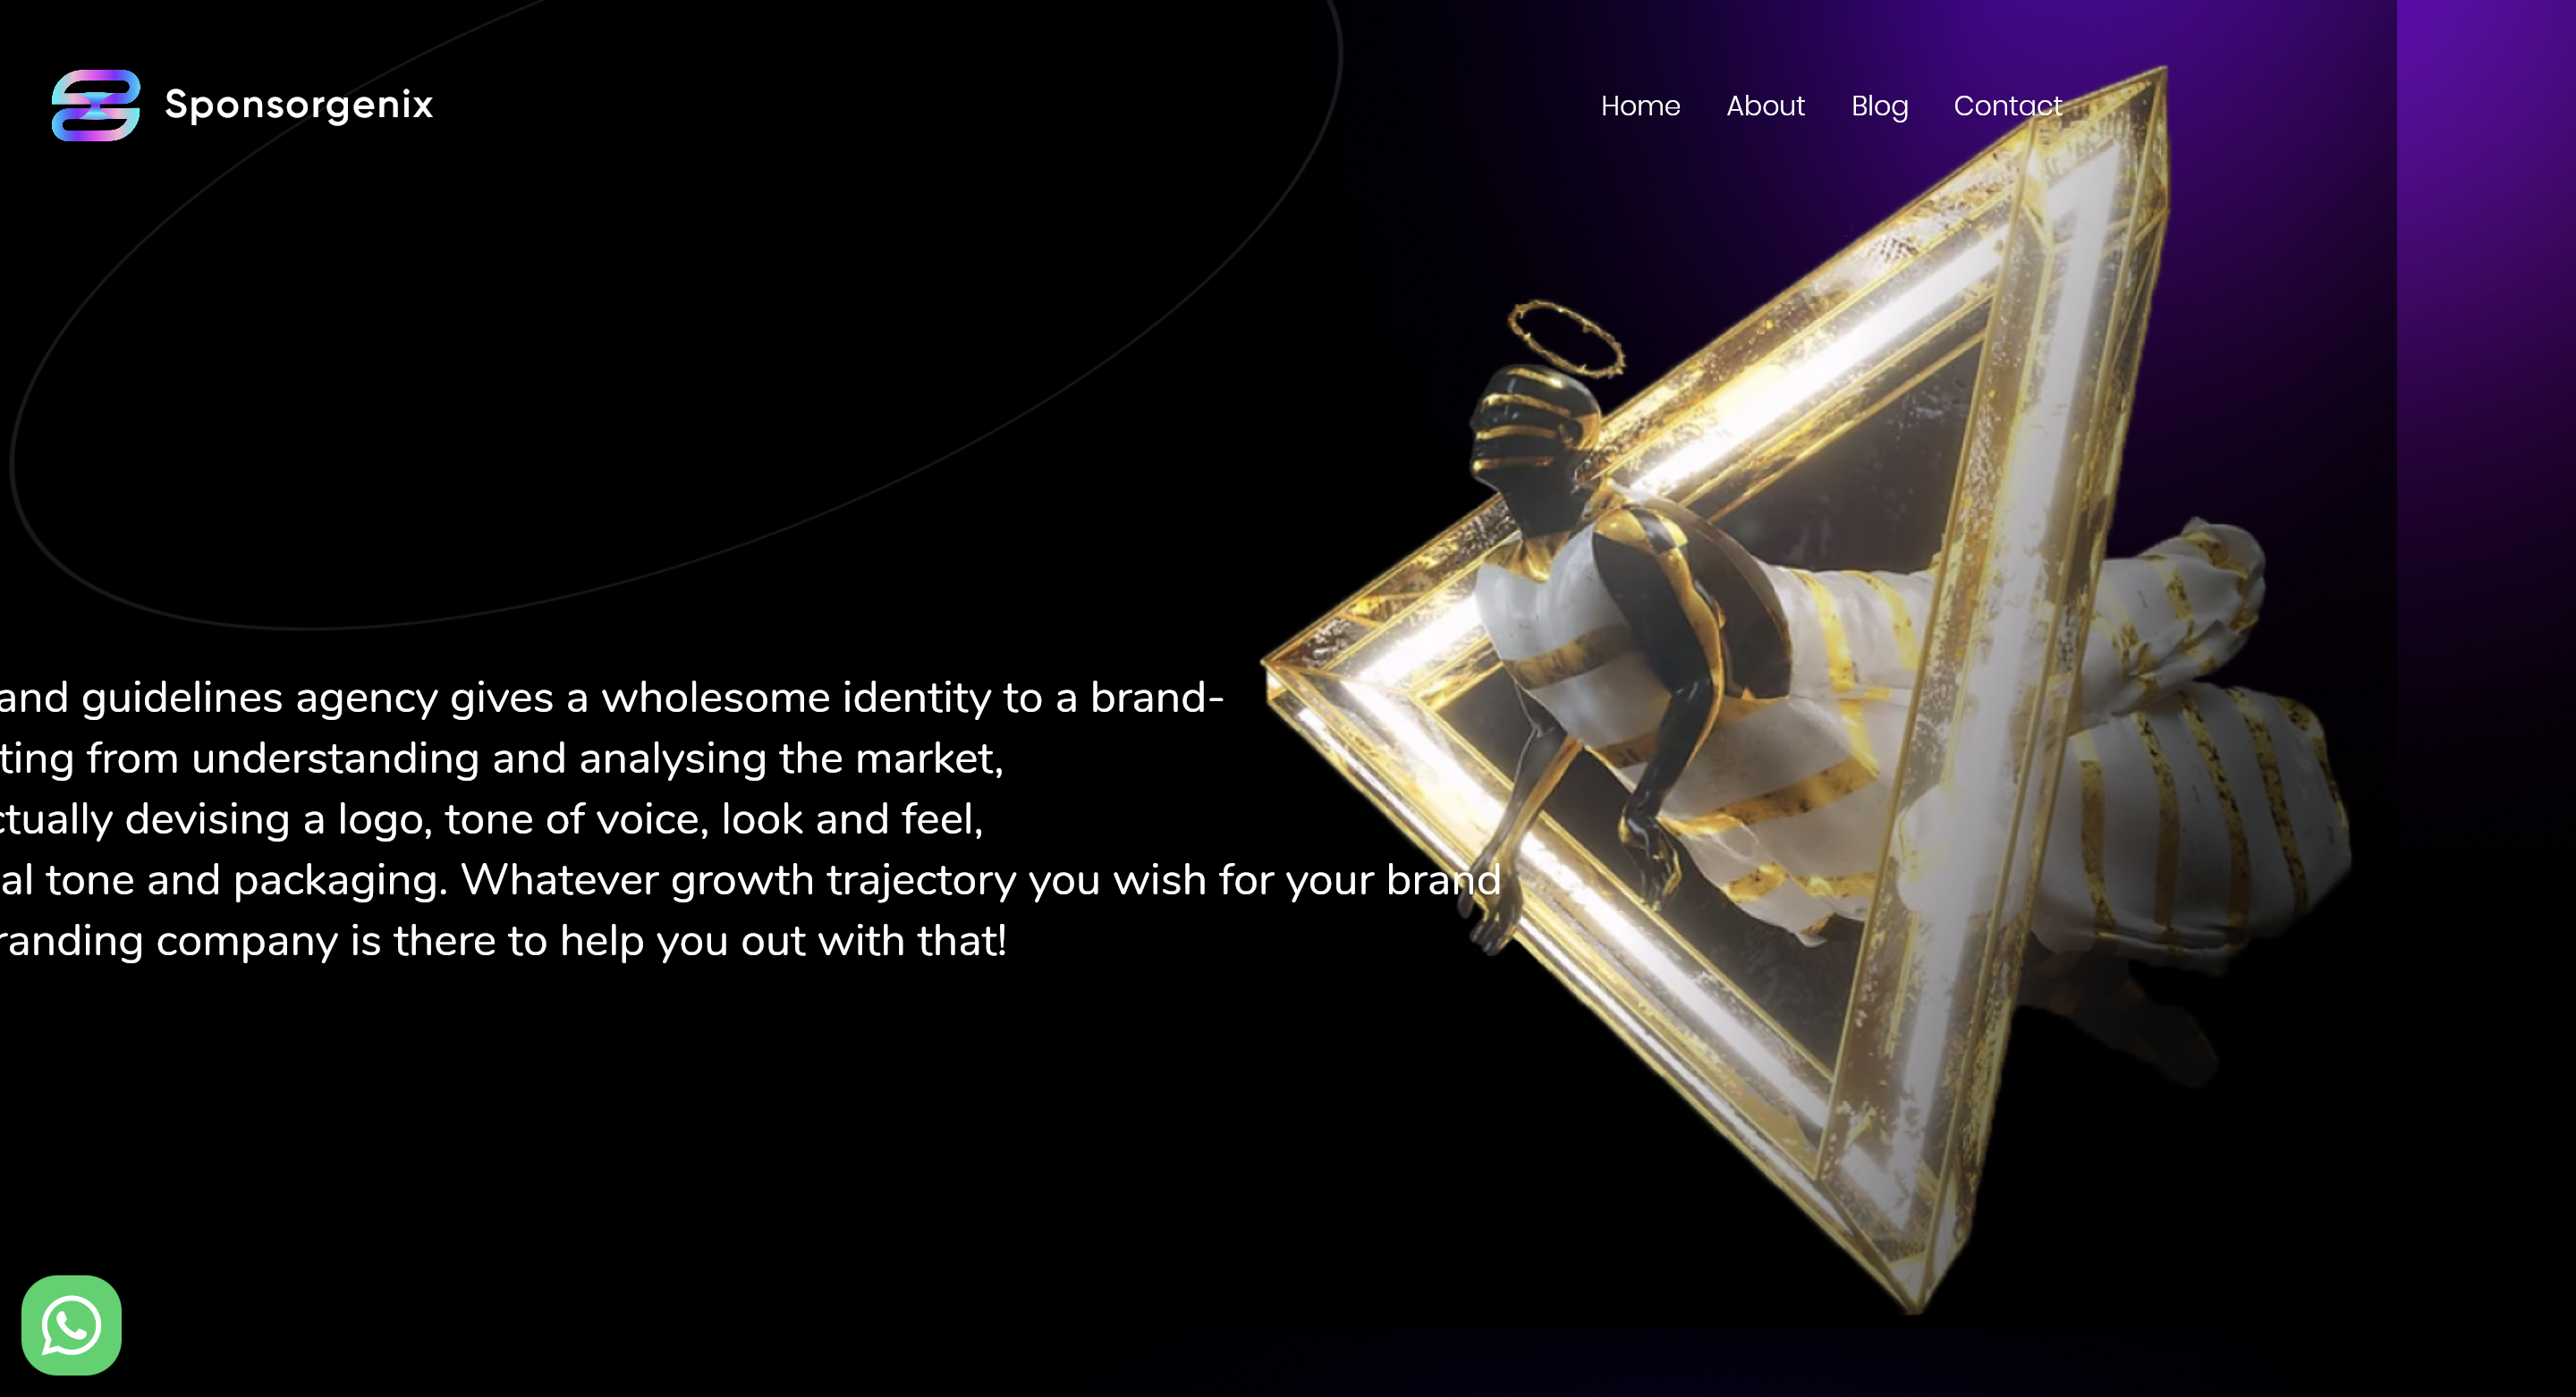 Sponsorgenix
Home About Blog Contact
and guidelines agency gives a wholesome identity to a brand-
ting from understanding and analysing the market,
ctually devising a logo, tone of voice, look and feel,
al tone and packaging. Whatever growth trajectory you wish for your brand
randing company is there to help you out with that!